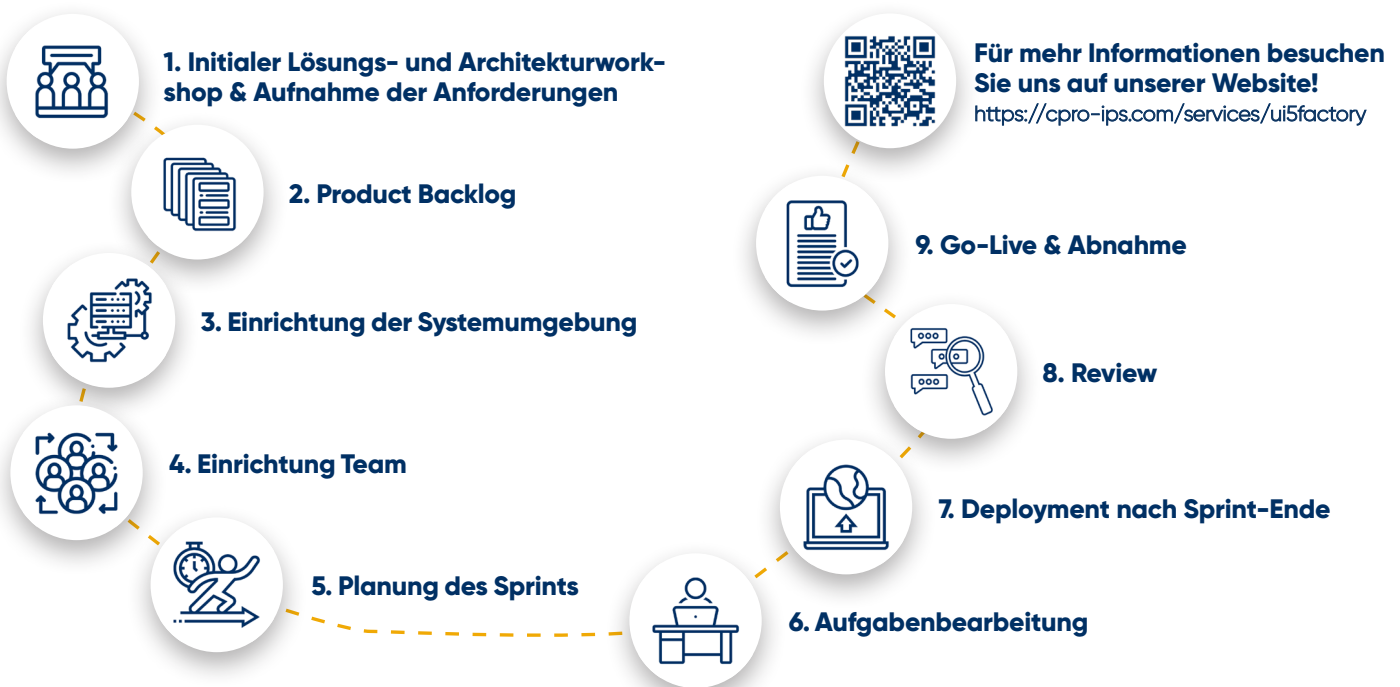 1. Initialer Lösungs- und Architekturwork-
shop & Aufnahme der Anforderungen
2. Product Backlog
3. Einrichtung der Systemumgebung
4. Einrichtung Team
5. Planung des Sprints
6. Aufgabenbearbeitung
7. Deployment nach Sprint-Ende
8. Review
9. Go-Live & Abnahme
Für mehr Informationen besuchen
Sie uns auf unserer Website!
https://cpro-ips.com/services/ui5factory